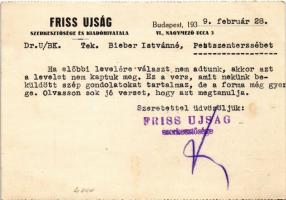 FRISS UJSÁG
SZERKESZTŐSÉGE ÉS KIADÓHIVATALA
Budapest, 193 9. február 28.
VI., NAGYMEZŐ UCCA 3
Dr.U/BK. Tek. Bieber Istvánné, Pestszenterzsébet
Ha előbbi levelére választ nem adtunk, akkor azt
a levelet nem kaptuk meg. Ez a vers, amit nekünk be-
küldött szép gondolatokat tartalmaz, de a forma még gyen-
ge. Olvasson sok jó verset, hogy azt megtanulja.
Szeretettel üdvözöljük:
FRISS UJSÁG
szerkesztősége